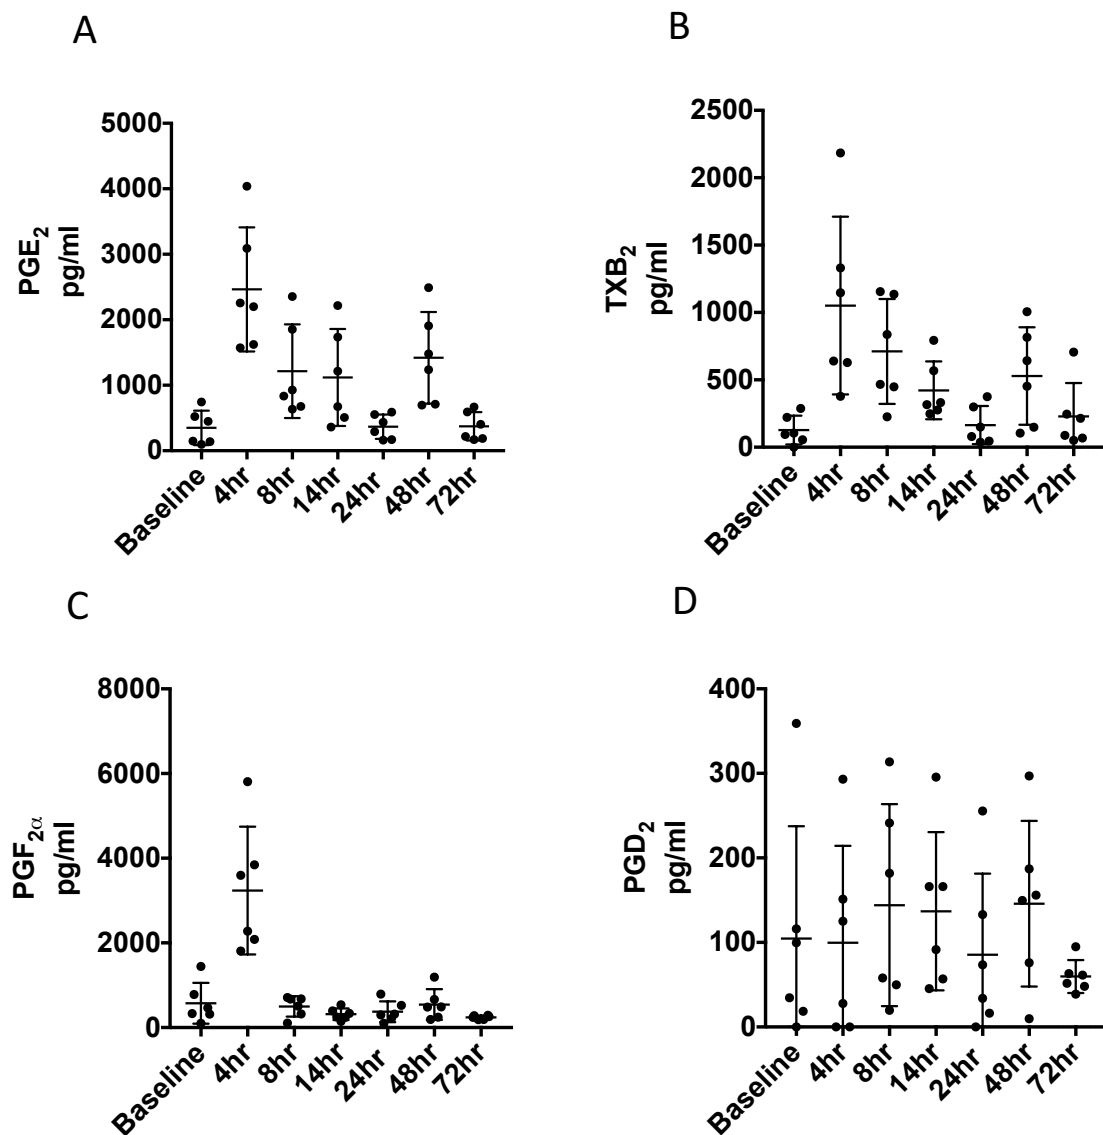 A
PGE2
pg/ml
5000
4000
3000
2000
1000
0
Baseline
4hr
8hr
14hr
24hr
48hr
72hr
B
TXB2
pg/ml
2500
2000
1500
1000
500
0
Baseline
4hr
8hr
14hr
24hr
48hr
72hr
C
PGF2α
pg/ml
8000
6000
4000
2000
0
Baseline
4hr
8hr
14hr
24hr
48hr
72hr
D
PGD2
pg/ml
400
300
200
100
0
Baseline
4hr
8hr
14hr
24hr
48hr
72hr